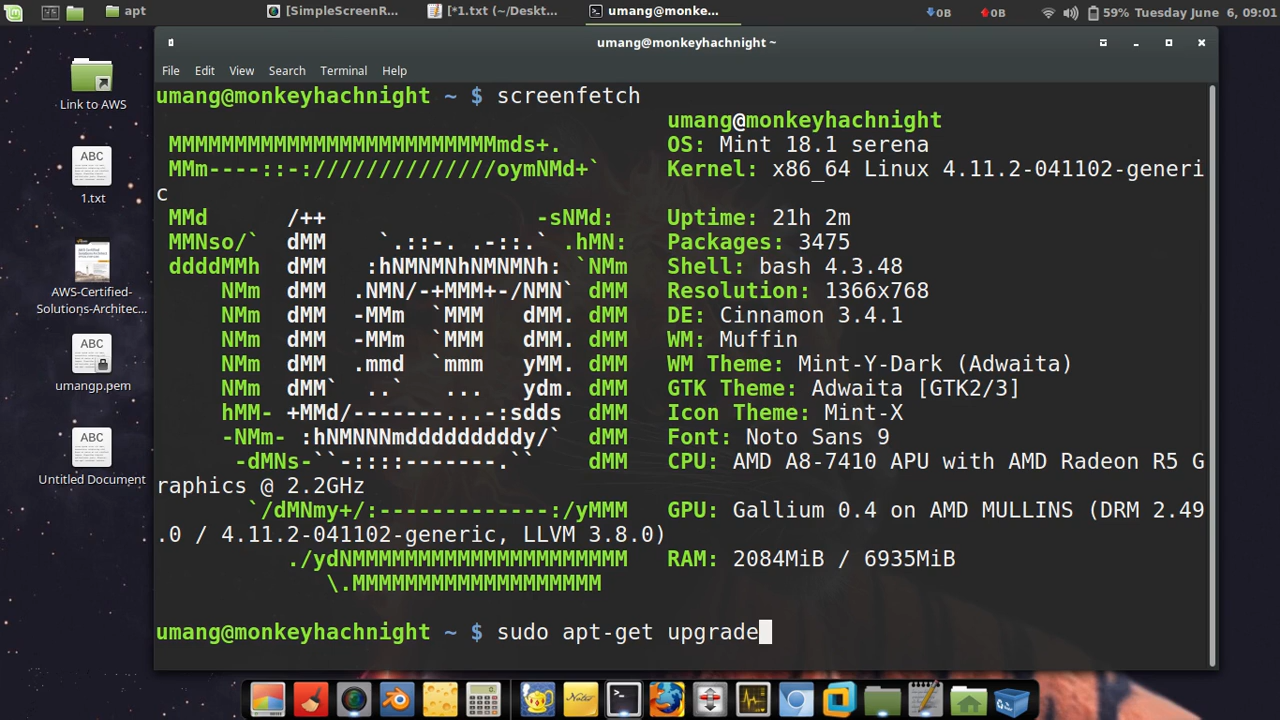 apt
[SimpleScreenR...
[*1.txt (~/Deskt...
umang@monke...
0B
0B
59%
Tuesday June 6, 09:01
umang@monkeyhachnight ~
File Edit View Search Terminal Help
umang@monkeyhachnight ~ $ screenfetch
umang@monkeyhachnight
MMMMMMMMMMMMMMMMMMMMMMMMMmds+. OS: Mint 18.1 serena
MMm----::-://////////////oymNMd+` Kernel: x86_64 Linux 4.11.2-041102-generi
c
MMd /++ -sNMd: Uptime: 21h 2m
MMNso/` dMM `.::-. .-::.` .hMN: Packages: 3475
ddddMMh dMM :hNMNMNhNMNMNh: `NMm Shell: bash 4.3.48
NMm dMM .NMN/-+MMM+-/NMN` dMM Resolution: 1366x768
NMm dMM -MMm `MMM dMM. dMM DE: Cinnamon 3.4.1
NMm dMM -MMm `MMM dMM. dMM WM: Muffin
NMm dMM .mmd `mmm yMM. dMM WM Theme: Mint-Y-Dark (Adwaita)
NMm dMM` ..` ... ydm. dMM GTK Theme: Adwaita [GTK2/3]
hMM- +MMd/-------...-:sdds dMM Icon Theme: Mint-X
-NMm- :hNMNNNmdddddddddy/` dMM Font: Noto Sans 9
-dMNs-``-::::-------.`` dMM CPU: AMD A8-7410 APU with AMD Radeon R5 G
raphics @ 2.2GHz
`/dMNmy+/:-------------:/yMMM GPU: Gallium 0.4 on AMD MULLINS (DRM 2.49
.0 / 4.11.2-041102-generic, LLVM 3.8.0)
./ydNMMMMMMMMMMMMMMMMMMMMM RAM: 2084MiB / 6935MiB
\.MMMMMMMMMMMMMMMMMMM
umang@monkeyhachnight ~ $ sudo apt-get upgrade
Link to AWS
ABC
1.txt
AWS-Certified-
Solutions-Architec...
ABC
umangp.pem
ABC
Untitled Document
Notes